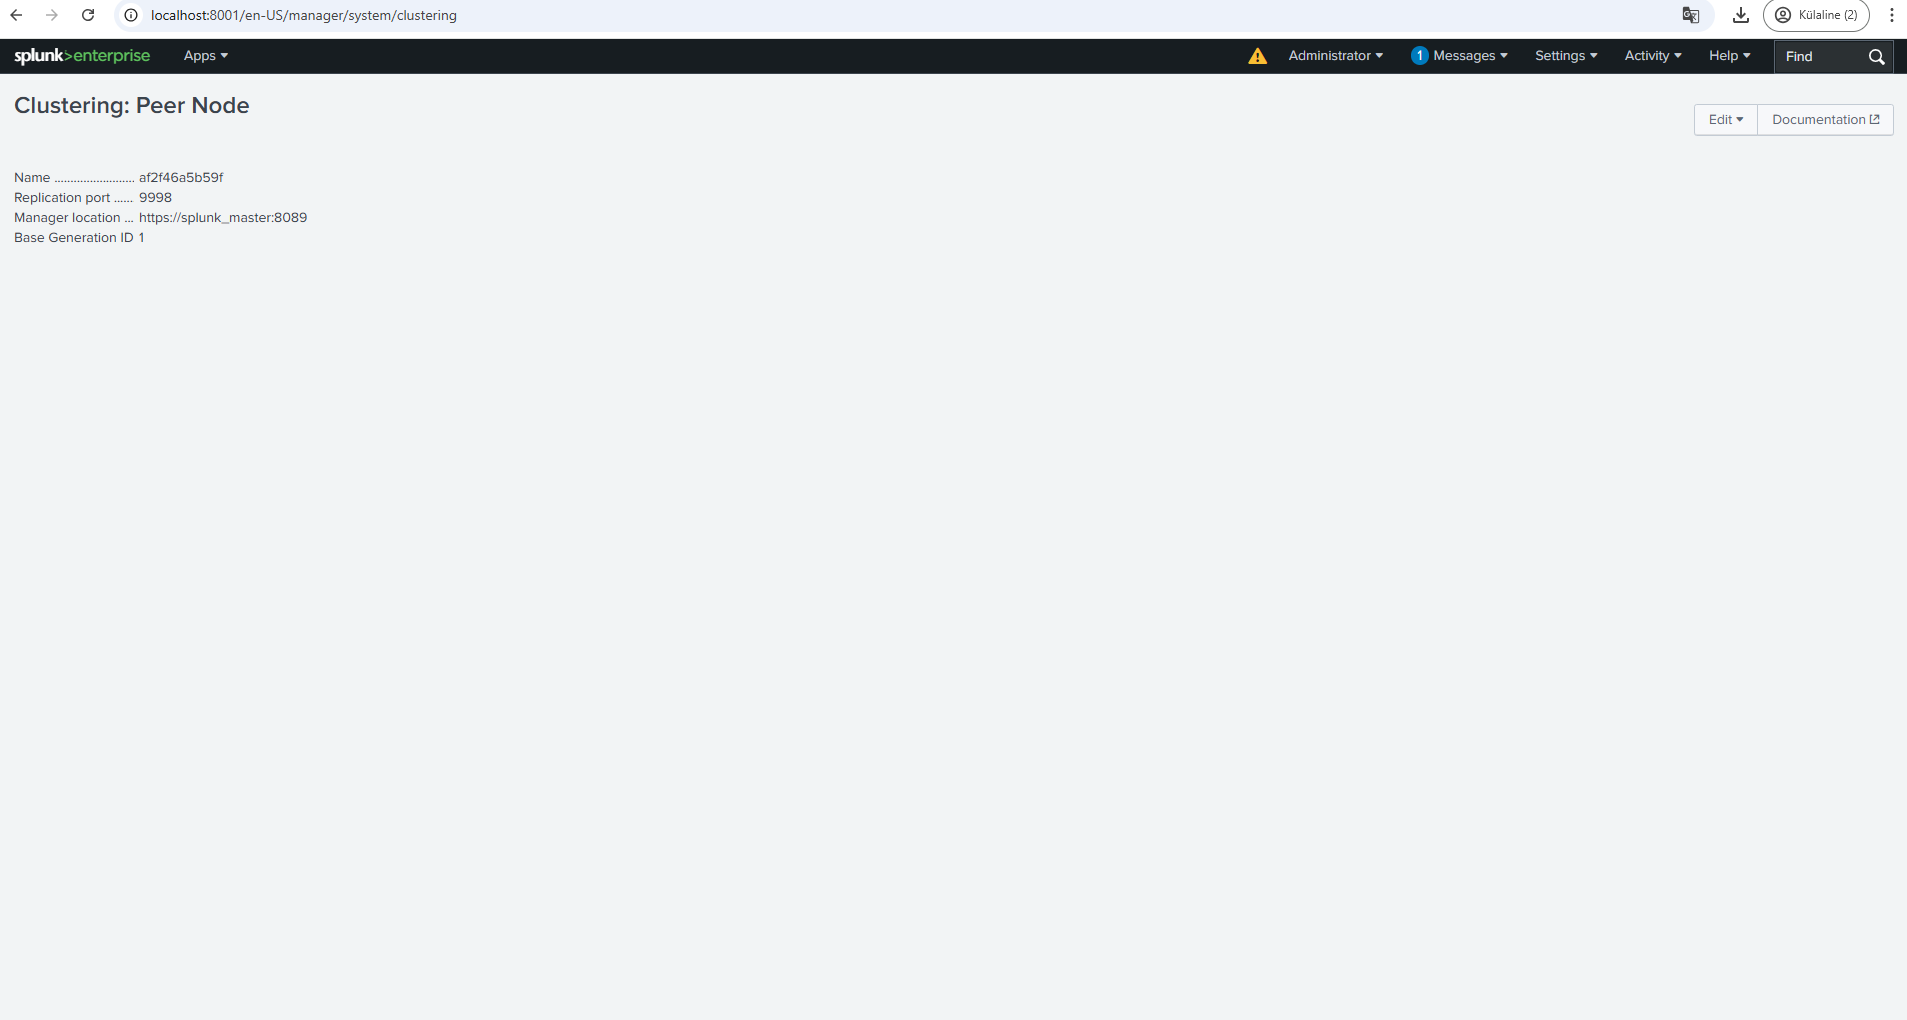 localhost:8001/en-US/manager/system/clustering
Külaline (2)
splunk>enterprise Apps Administrator 1 Messages Settings Activity Help Find
Clustering: Peer Node
Edit Documentation
Name ......................... af2f46a5b59f
Replication port ...... 9998
Manager location ... https://splunk_master:8089
Base Generation ID 1